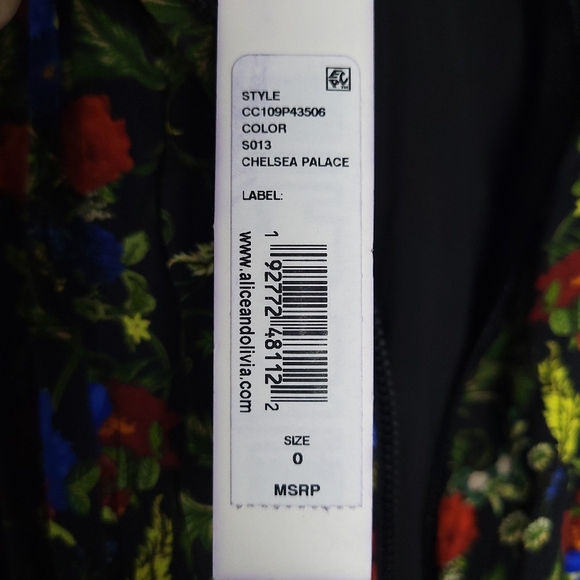 STYLE
CC109P43506
COLOR
S013
CHELSEA PALACE
LABEL:
1 92772 48112 2
www.aliceandolivia.com
SIZE
0
MSRP